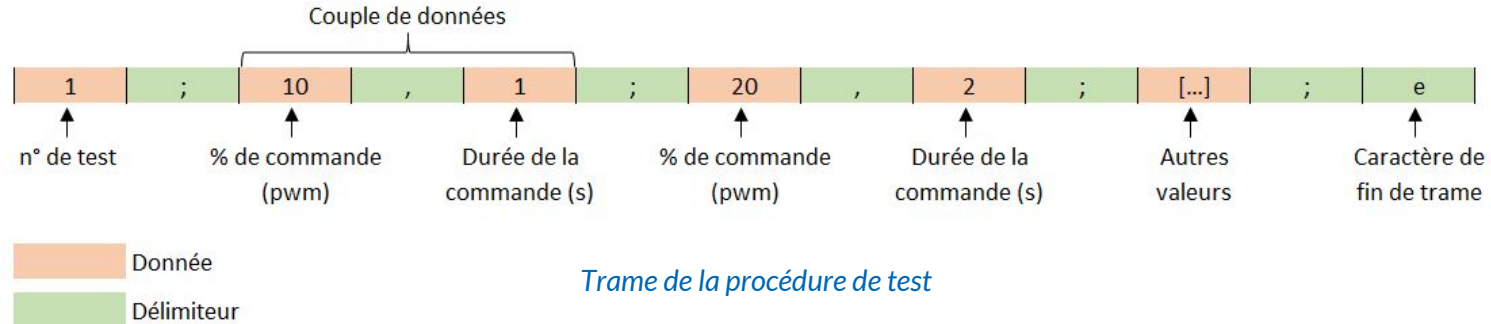 Couple de données
1 ; 10 , 1 ; 20 , 2 ; [...] ; e
n° de test % de commande (pwm) Durée de la commande (s) % de commande (pwm) Durée de la commande (s) Autres valeurs Caractère de fin de trame
Donnée
Trame de la procédure de test
Délimiteur